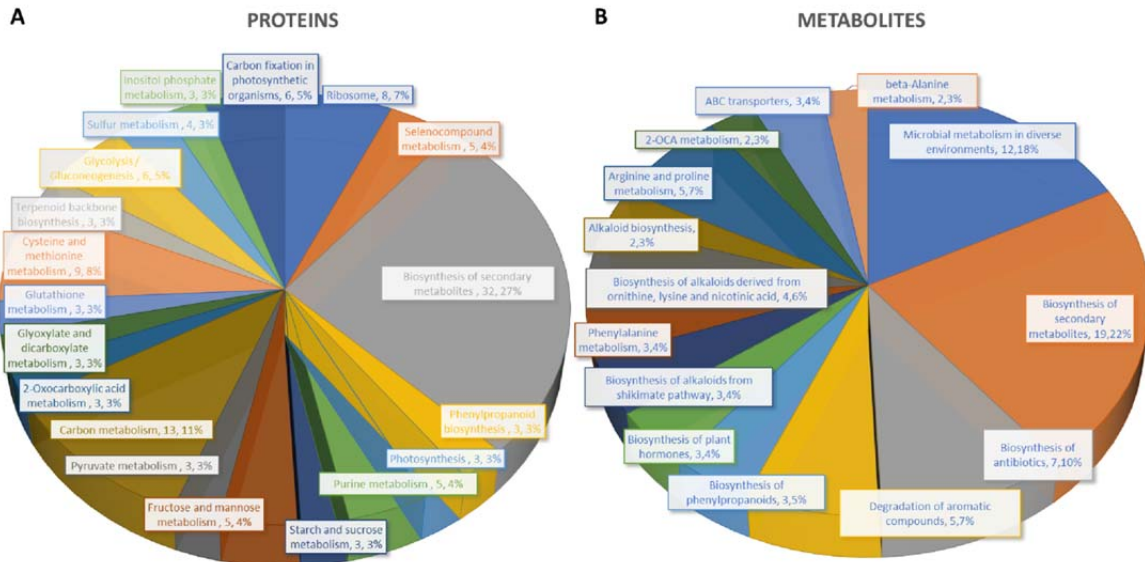 A
PROTEINS
Inositol phosphate
metabolism, 3, 3%
Carbon fixation in
photosynthetic
organisms, 6, 5%
Ribosome, 8, 7%
Sulfur metabolism , 4, 3%
Selenocompound
metabolism , 5, 4%
Glycolysis/
Gluconeogenesis , 6, 5%
Terpenoid backbone
biosynthesis , 3, 3%
Cysteine and
methionine
metabolism , 9, 8%
Biosynthesis of secondary
metabolites , 32, 27%
Glutathione
metabolism , 3, 3%
Glyoxylate and
dicarboxylate
metabolism , 3, 3%
2-Oxocarboxylic acid
metabolism , 3, 3%
Phenylpropanoid
biosynthesis , 3, 3%
Carbon metabolism, 13, 11%
Photosynthesis , 3, 3%
Pyruvate metabolism , 3, 3%
Purine metabolism , 5, 4%
Fructose and mannose
metabolism , 5, 4%
Starch and sucrose
metabolism , 3, 3%
B
METABOLITES
beta-Alanine
metabolism, 2,3%
ABC transporters, 3,4%
Microbial metabolism in diverse
environments, 12,18%
2-OCA metabolism, 2,3%
Arginine and proline
metabolism, 5,7%
Alkaloid biosynthesis,
2,3%
Biosynthesis of alkaloids derived from
ornithine, lysine and nicotinic acid, 4,6%
Biosynthesis of
secondary
metabolites, 19,22%
Phenylalanine
metabolism, 3,4%
Biosynthesis of alkaloids from
shikimate pathway, 3,4%
Biosynthesis of plant
hormones, 3,4%
Biosynthesis of
antibiotics, 7,10%
Biosynthesis of
phenylpropanoids, 3,5%
Degradation of aromatic
compounds, 5,7%